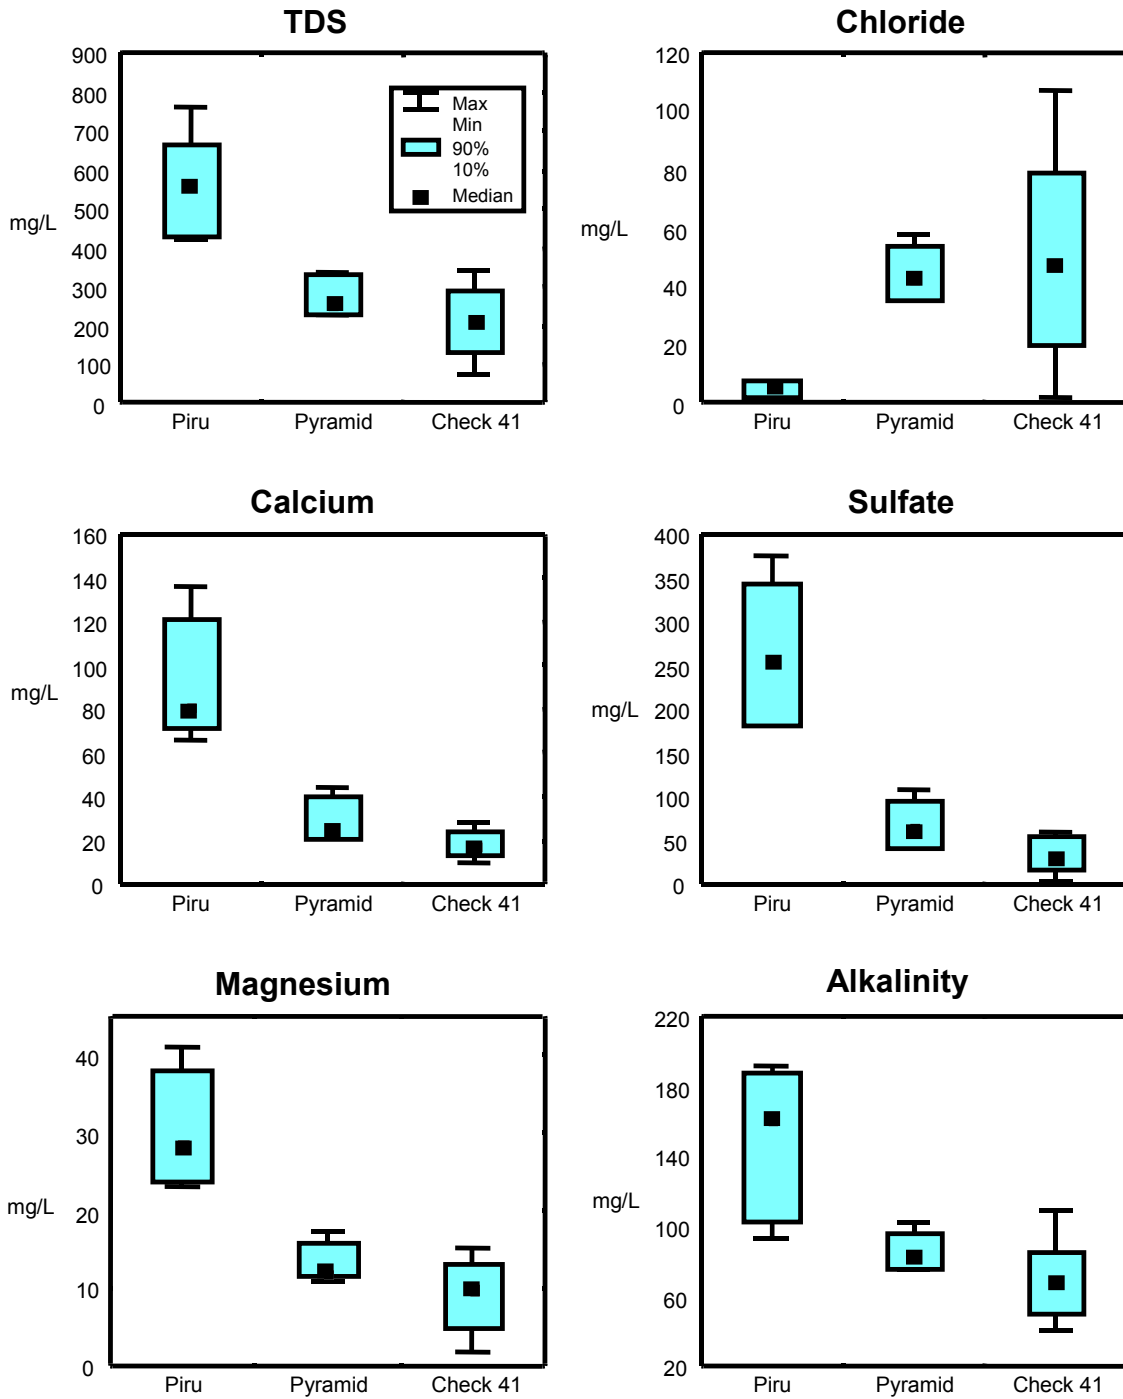 TDS
900
800
700
600
500
400
300
200
100
0
mg/L
Max
Min
90%
10%
Median
Piru Pyramid Check 41
Chloride
120
100
80
60
40
20
0
mg/L
Piru Pyramid Check 41
Calcium
160
140
120
100
80
60
40
20
0
mg/L
Piru Pyramid Check 41
Sulfate
400
350
300
250
200
150
100
50
0
mg/L
Piru Pyramid Check 41
Magnesium
40
30
20
10
0
mg/L
Piru Pyramid Check 41
Alkalinity
220
180
140
100
60
20
mg/L
Piru Pyramid Check 41